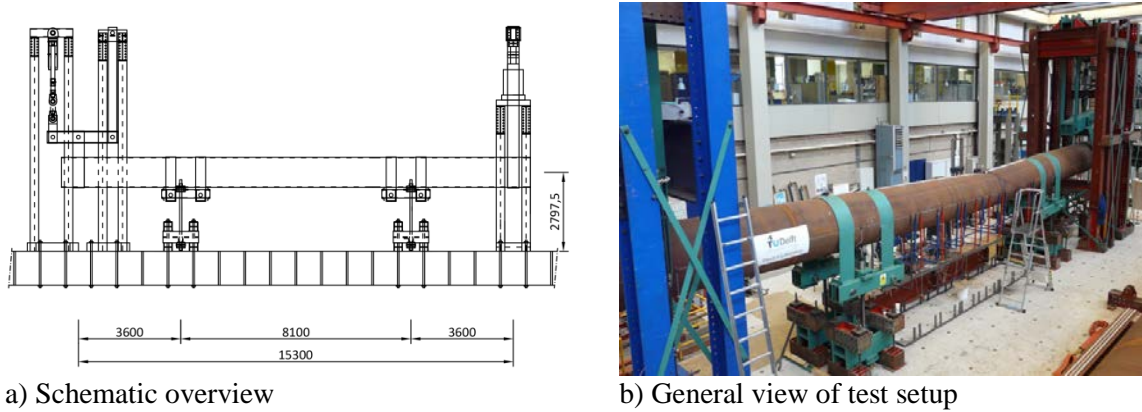 2797,5
3600
8100
3600
15300
TU Delft
a) Schematic overview
b) General view of test setup